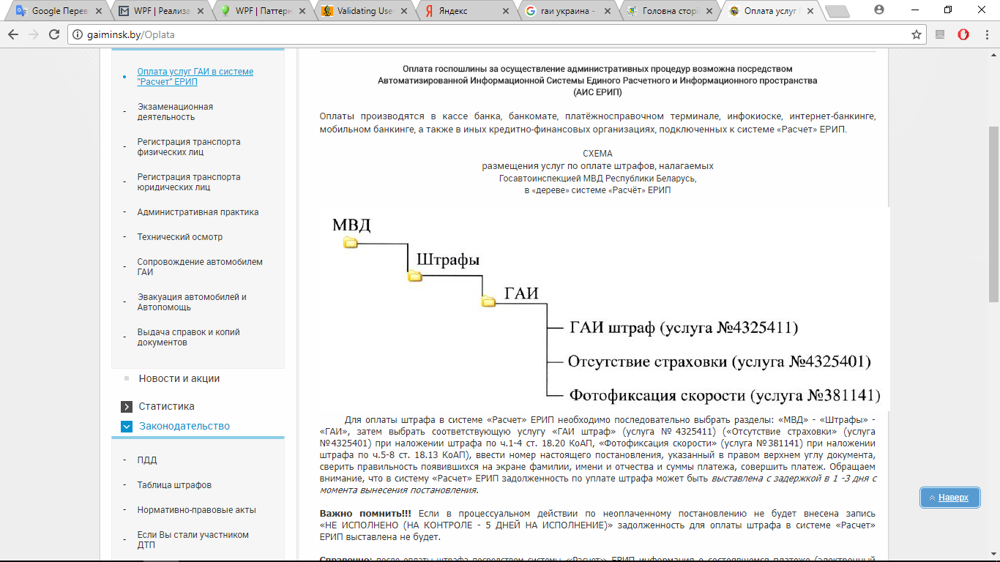 Google Перев
WPF | Реализа
WPF | Паттерн
Validating Use
Яндекс
гаи украина -
Головна сторі
Оплата услуг
gaiminsk.by/Oplata
Оплата услуг ГАИ в системе
"Расчет" ЕРИП
Экзаменационная
деятельность
Регистрация транспорта
физических лиц
Регистрация транспорта
юридических лиц
Административная практика
Технический осмотр
Сопровождение автомобилем
ГАИ
Эвакуация автомобилей и
Автопомощь
Выдача справок и копий
документов
Новости и акции
Статистика
Законодательство
ПДД
Таблица штрафов
Нормативно-правовые акты
Если Вы стали участником
ДТП
Оплата госпошлины за осуществление административных процедур возможна посредством
Автоматизированной Информационной Системы Единого Расчетного и Информационного пространства
(АИС ЕРИП)
Оплаты производятся в кассе банка, банкомате, платёжносправочном терминале, инфокиоске, интернет-банкинге,
мобильном банкинге, а также в иных кредитно-финансовых организациях, подключенных к системе «Расчет» ЕРИП.
СХЕМА
размещения услуг по оплате штрафов, налагаемых
Госавтоинспекцией МВД Республики Беларусь,
в «дереве» системе «Расчёт» ЕРИП
МВД
Штрафы
ГАИ
ГАИ штраф (услуга №4325411)
Отсутствие страховки (услуга №4325401)
Фотофиксация скорости (услуга №381141)
Для оплаты штрафа в системе «Расчет» ЕРИП необходимо последовательно выбрать разделы: «МВД» - «Штрафы» -
«ГАИ», затем выбрать соответствующую услугу «ГАИ штраф» (услуга № 4325411) («Отсутствие страховки» (услуга
№4325401) при наложении штрафа по ч.1-4 ст. 18.20 КоАП, «Фотофиксация скорости» (услуга №381141) при наложении
штрафа по ч.5-8 ст. 18.13 КоАП), ввести номер настоящего постановления, указанный в правом верхнем углу документа,
сверить правильность появившихся на экране фамилии, имени и отчества и суммы платежа, совершить платеж. Обращаем
внимание, что в систему «Расчет» ЕРИП задолженность по уплате штрафа может быть выставлена с задержкой в 1 -3 дня с
момента вынесения постановления.
Важно помнить!!! Если в процессуальном действии по неоплаченному постановлению не будет внесена запись
«НЕ ИСПОЛНЕНО (НА КОНТРОЛЕ - 5 ДНЕЙ НА ИСПОЛНЕНИЕ)» задолженность для оплаты штрафа в системе «Расчет»
ЕРИП выставлена не будет.
Справочно: после оплаты штрафа посредством системы «Расчет» ЕРИП информация о состоявшемся платеже (электронный
Наверх